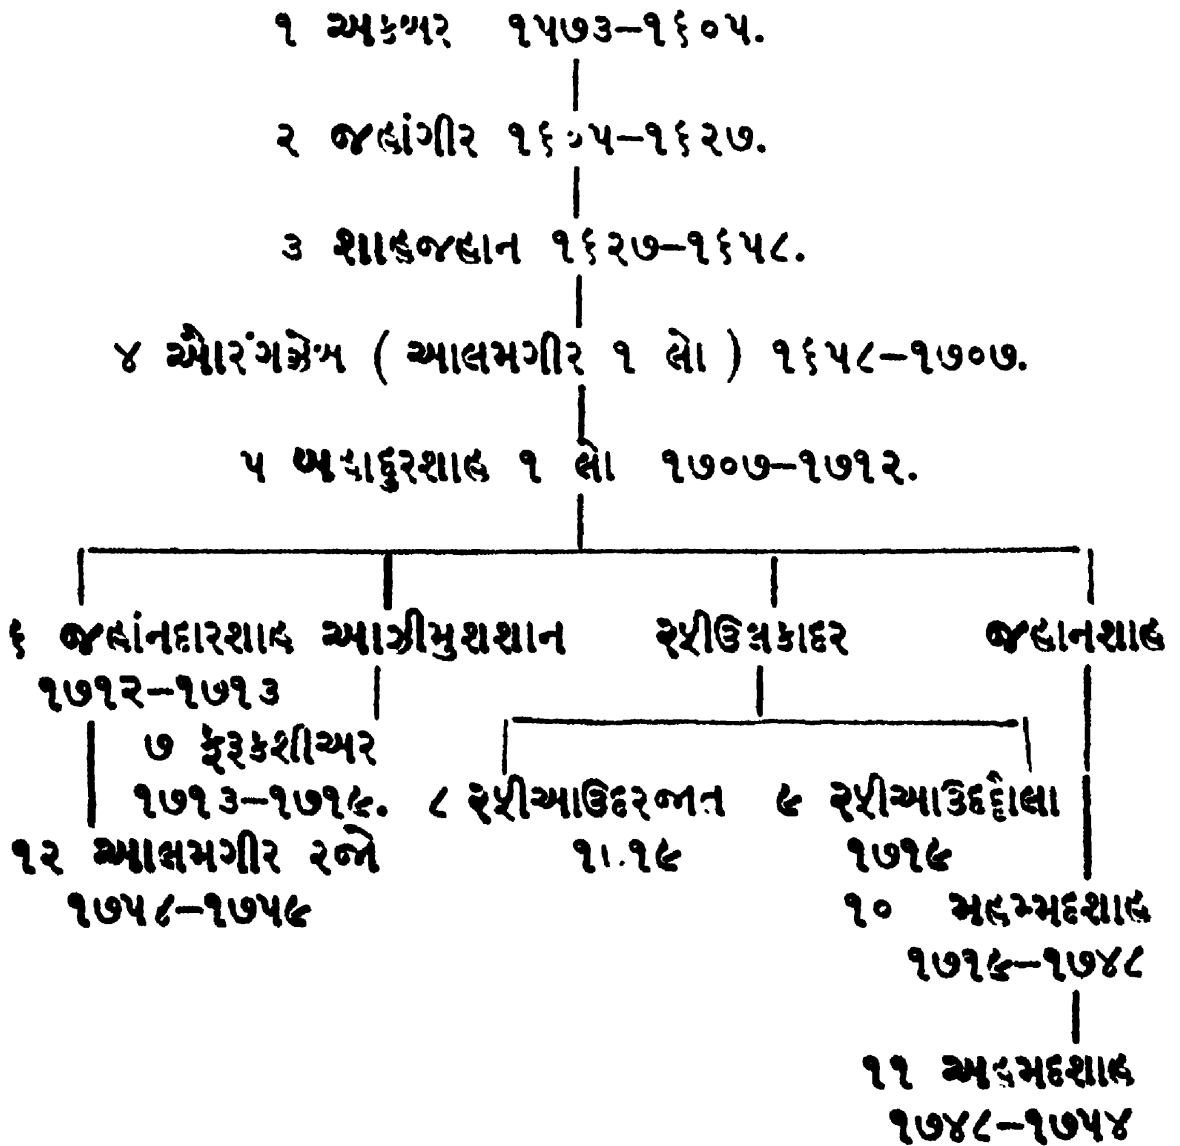 ૧ અકબર ૧૫૭૩–૧૬૦૫.
૨ જહાંગીર ૧૬૦૫–૧૬૨૭.
૩ શાહજહાન ૧૬૨૭–૧૬૫૮.
૪ ઔરંગઝેબ ( આલમગીર ૧ લો ) ૧૬૫૮–૧૭૦૭.
૫ બહાદુરશાહ ૧ લો ૧૭૦૭–૧૭૧૨.
૬ જહાંનદારશાહ આઝીમુશશાન રફીઉલકાદર જહાનશાહ
૧૭૧૨–૧૭૧૩
૭ ફરૂકશીઅર
૧૭૧૩–૧૭૧૯. ૮ રફીઆઉદરજાત ૯ રફીઆઉદદ્દૌલા
૧૨ આલમગીર ૨જો ૧૭૧૯ ૧૭૧૯
૧૭૫૮–૧૭૫૯ ૧૦ મહમ્મદશાહ
૧૭૧૯–૧૭૪૮
૧૧ અહમદશાહ
૧૭૪૮–૧૭૫૪